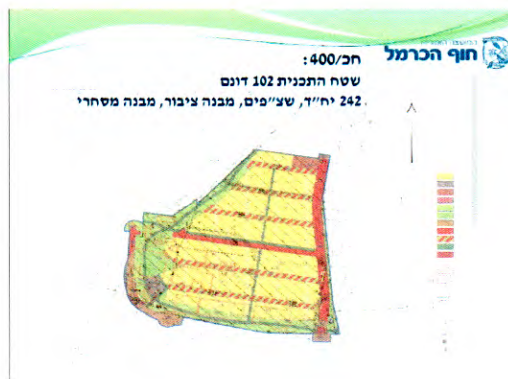 חוף הכרמל
חכ/400:
שטח התכנית 102 דונם
242 יח״ד, שצ״פים, מבנה ציבור, מבנה מסחרי